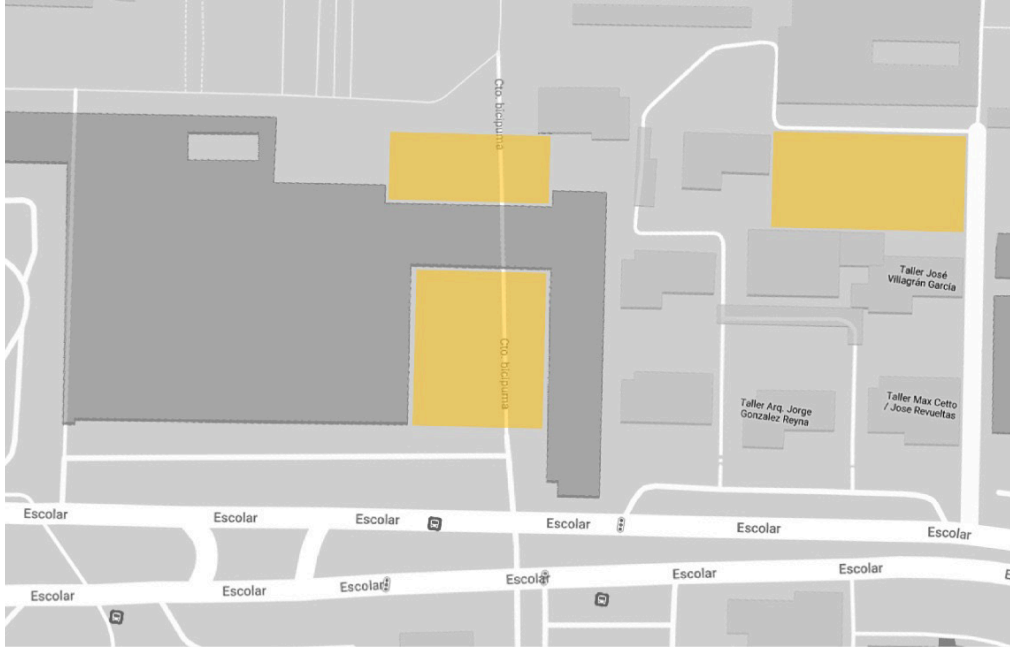 Cto. bicipuma
Taller José
Villagrán García
Cto. bicipuma
Taller Arq. Jorge
Gonzalez Reyna
Taller Max Cetto
/ Jose Revueltas
Escolar
Escolar
Escolar
Escolar
Escolar
Escolar
Escolar
Escolar
Escolar
Escolar
Escolar
Escolar
E